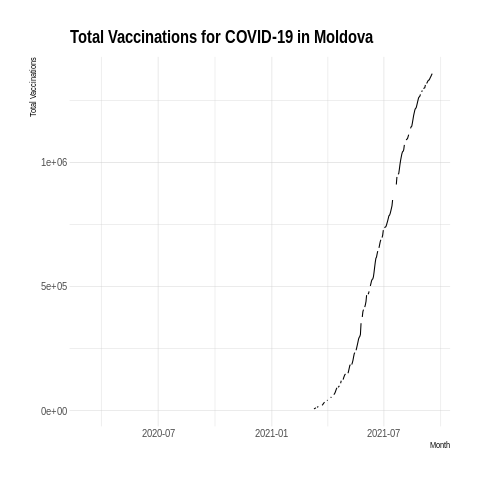 Total Vaccinations for COVID-19 in Moldova
Total Vaccinations
1e+06
5e+05
0e+00
2020-07 2021-01 2021-07
Month